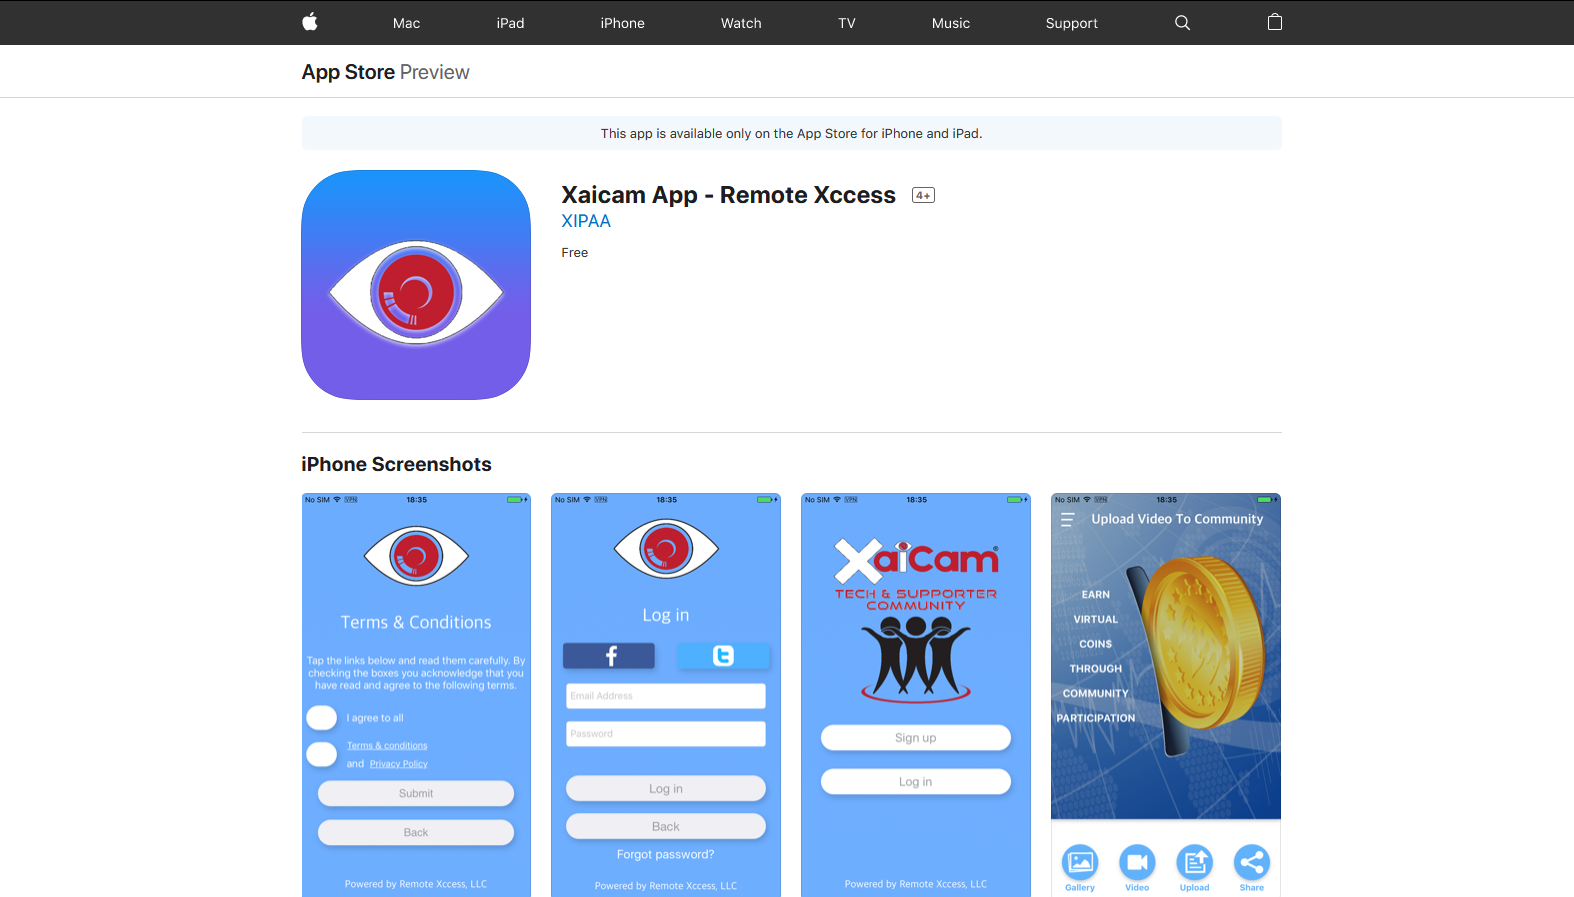 Mac iPad iPhone Watch TV Music Support
App Store Preview
This app is available only on the App Store for iPhone and iPad.
Xaicam App - Remote Xccess 4+
XIPAA
Free
iPhone Screenshots
No SIM VPN 18:35
Terms & Conditions
Tap the links below and read them carefully. By
checking the boxes you acknowledge that you
have read and agree to the following terms.
I agree to all
Terms & conditions
and Privacy Policy
Submit
Back
Powered by Remote Xccess, LLC
No SIM VPN 18:35
Log in
Email Address
Password
Log in
Back
Forgot password?
Powered by Remote Xccess, LLC
No SIM VPN 18:35
XaiCam®
TECH & SUPPORTER
COMMUNITY
Sign up
Log in
Powered by Remote Xccess, LLC
No SIM VPN 18:35
Upload Video To Community
EARN
VIRTUAL
COIN$
THROUGH
COMMUNITY
PARTICIPATION
Gallery Video Upload Share